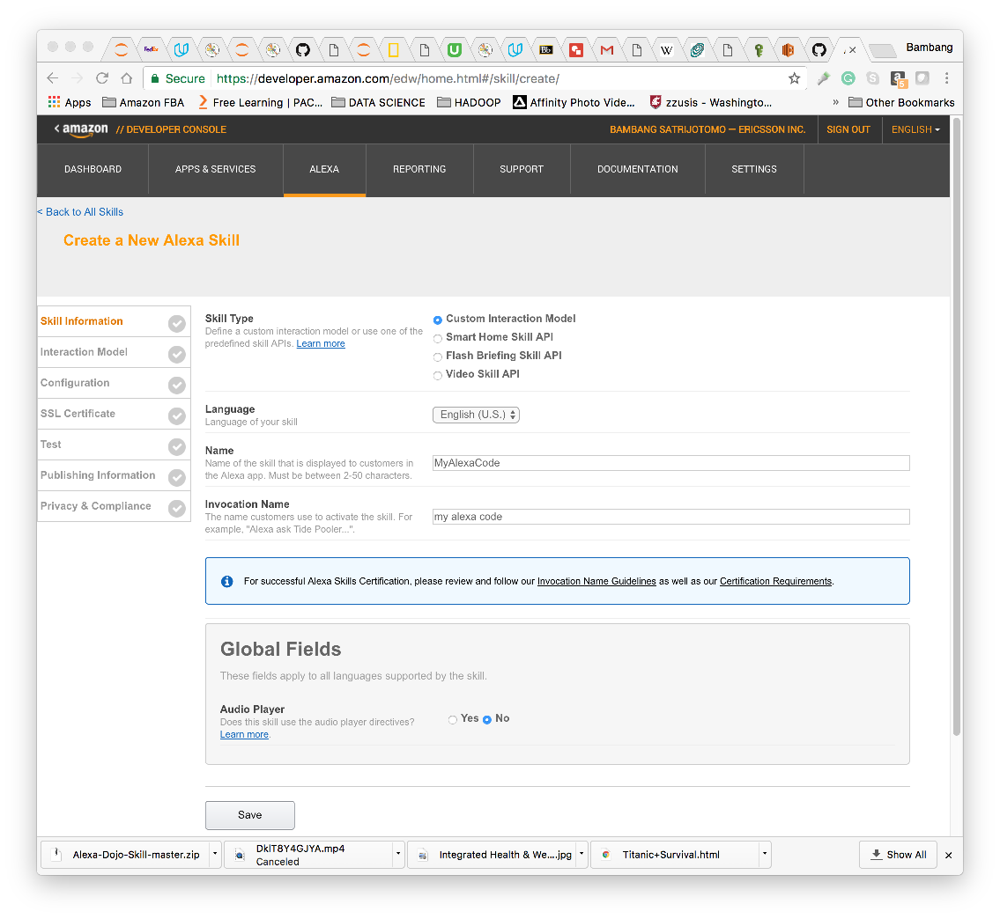 FedEx
Bb
W
Bambang
Secure
https://developer.amazon.com/edw/home.html#/skill/create/
a
5
Apps
Amazon FBA
Free Learning | PAC...
DATA SCIENCE
HADOOP
Affinity Photo Vide...
zzusis - Washingto...
»
Other Bookmarks
< amazon // DEVELOPER CONSOLE
BAMBANG SATRIJOTOMO — ERICSSON INC.
SIGN OUT
ENGLISH
DASHBOARD
APPS & SERVICES
ALEXA
REPORTING
SUPPORT
DOCUMENTATION
SETTINGS
< Back to All Skills
Create a New Alexa Skill
Skill Information
Interaction Model
Configuration
SSL Certificate
Test
Publishing Information
Privacy & Compliance
Skill Type
Define a custom interaction model or use one of the
predefined skill APIs. Learn more
Custom Interaction Model
Smart Home Skill API
Flash Briefing Skill API
Video Skill API
Language
Language of your skill
English (U.S.)
Name
Name of the skill that is displayed to customers in
the Alexa app. Must be between 2-50 characters.
MyAlexaCode
Invocation Name
The name customers use to activate the skill. For
example, "Alexa ask Tide Pooler...".
my alexa code
For successful Alexa Skills Certification, please review and follow our Invocation Name Guidelines as well as our Certification Requirements.
Global Fields
These fields apply to all languages supported by the skill.
Audio Player
Does this skill use the audio player directives?
Learn more.
Yes
No
Save
Alexa-Dojo-Skill-master.zip
DkIT8Y4GJYA.mp4
Canceled
Integrated Health & We....jpg
Titanic+Survival.html
Show All